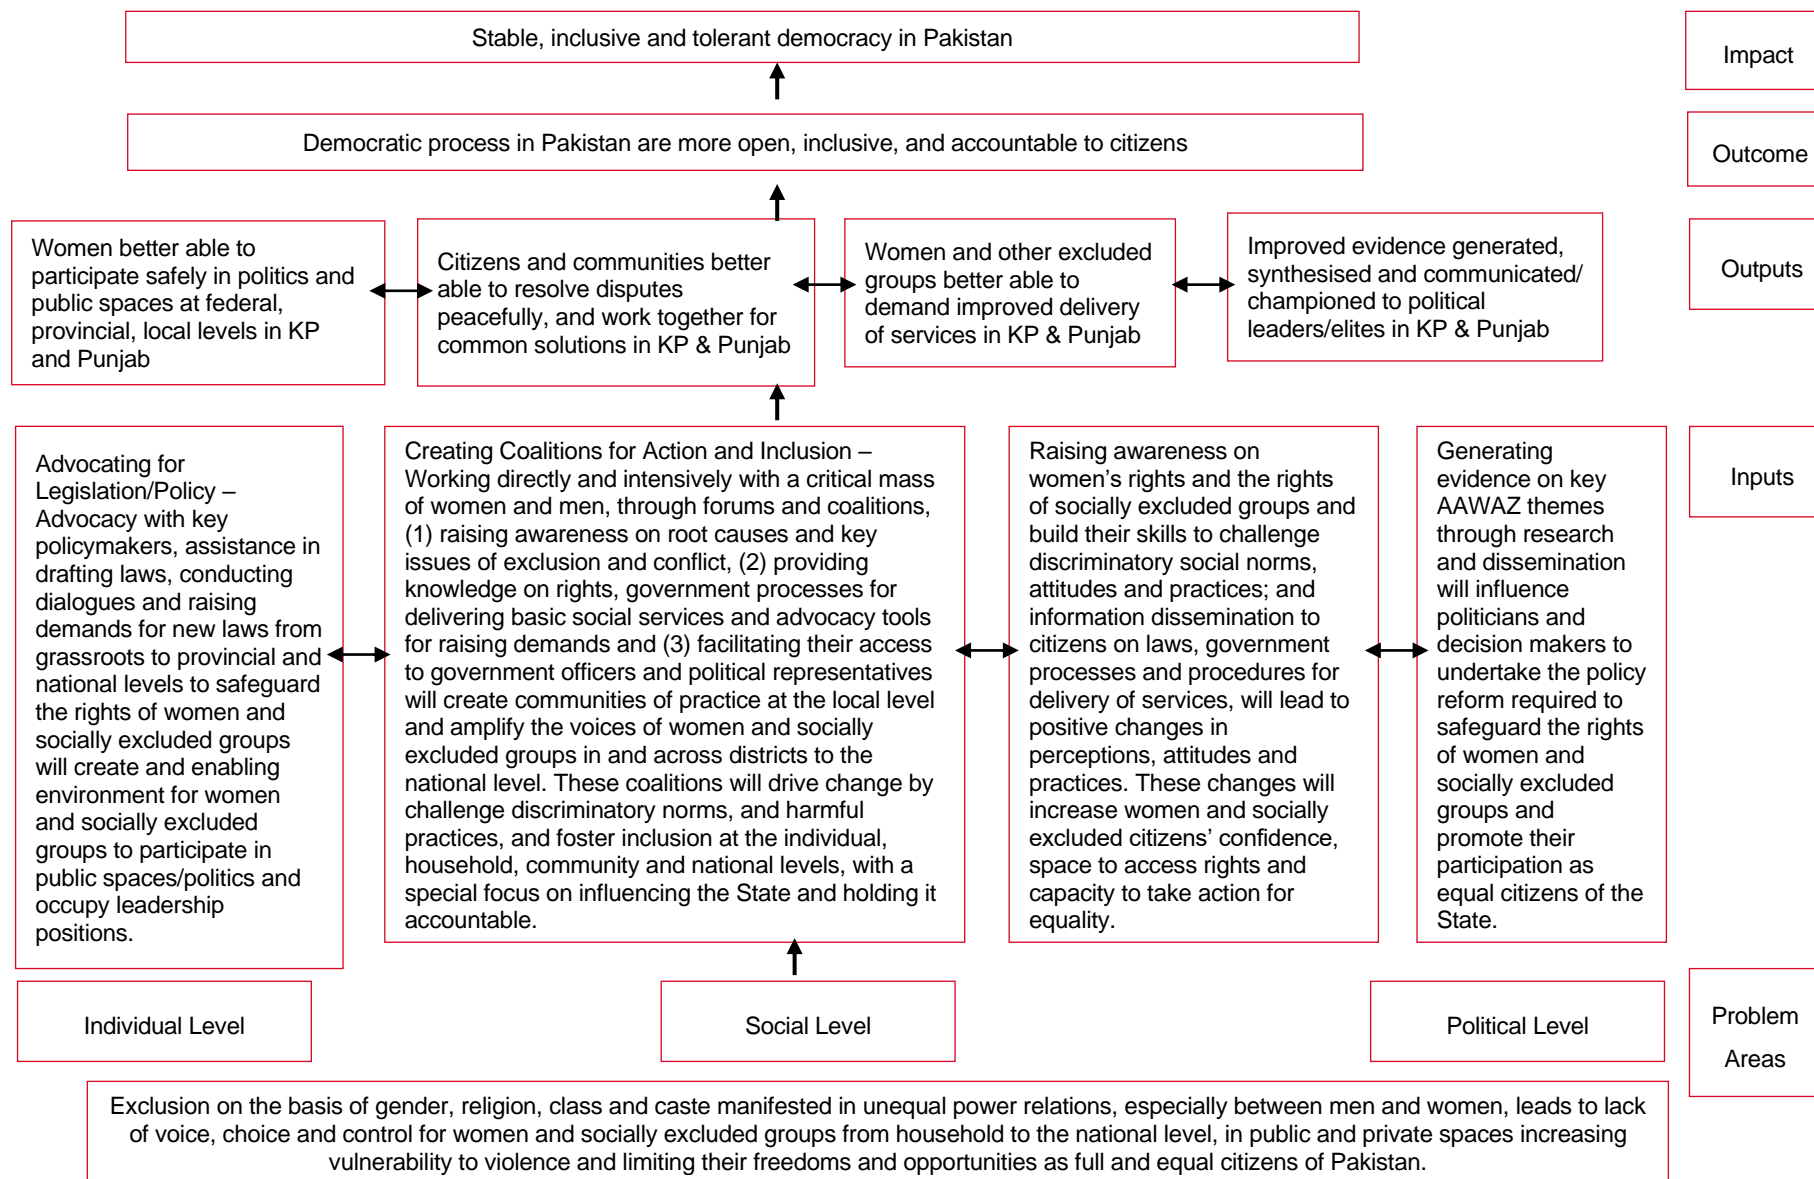 Stable, inclusive and tolerant democracy in Pakistan
Impact
Democratic process in Pakistan are more open, inclusive, and accountable to citizens
Outcome
Women better able to
participate safely in politics and
public spaces at federal,
provincial, local levels in KP
and Punjab
Citizens and communities better
able to resolve disputes
peacefully, and work together for
common solutions in KP & Punjab
Women and other excluded
groups better able to
demand improved delivery
of services in KP & Punjab
Improved evidence generated,
synthesised and communicated/
championed to political
leaders/elites in KP & Punjab
Outputs
Advocating for
Legislation/Policy –
Advocacy with key
policymakers, assistance in
drafting laws, conducting
dialogues and raising
demands for new laws from
grassroots to provincial and
national levels to safeguard
the rights of women and
socially excluded groups
will create and enabling
environment for women
and socially excluded
groups to participate in
public spaces/politics and
occupy leadership
positions.
Creating Coalitions for Action and Inclusion –
Working directly and intensively with a critical mass
of women and men, through forums and coalitions,
(1) raising awareness on root causes and key
issues of exclusion and conflict, (2) providing
knowledge on rights, government processes for
delivering basic social services and advocacy tools
for raising demands and (3) facilitating their access
to government officers and political representatives
will create communities of practice at the local level
and amplify the voices of women and socially
excluded groups in and across districts to the
national level. These coalitions will drive change by
challenge discriminatory norms, and harmful
practices, and foster inclusion at the individual,
household, community and national levels, with a
special focus on influencing the State and holding it
accountable.
Raising awareness on
women’s rights and the rights
of socially excluded groups and
build their skills to challenge
discriminatory social norms,
attitudes and practices; and
information dissemination to
citizens on laws, government
processes and procedures for
delivery of services, will lead to
positive changes in
perceptions, attitudes and
practices. These changes will
increase women and socially
excluded citizens’ confidence,
space to access rights and
capacity to take action for
equality.
Generating
evidence on key
AAWAZ themes
through research
and dissemination
will influence
politicians and
decision makers to
undertake the policy
reform required to
safeguard the rights
of women and
socially excluded
groups and
promote their
participation as
equal citizens of the
State.
Inputs
Individual Level
Social Level
Political Level
Problem
Areas
Exclusion on the basis of gender, religion, class and caste manifested in unequal power relations, especially between men and women, leads to lack
of voice, choice and control for women and socially excluded groups from household to the national level, in public and private spaces increasing
vulnerability to violence and limiting their freedoms and opportunities as full and equal citizens of Pakistan.